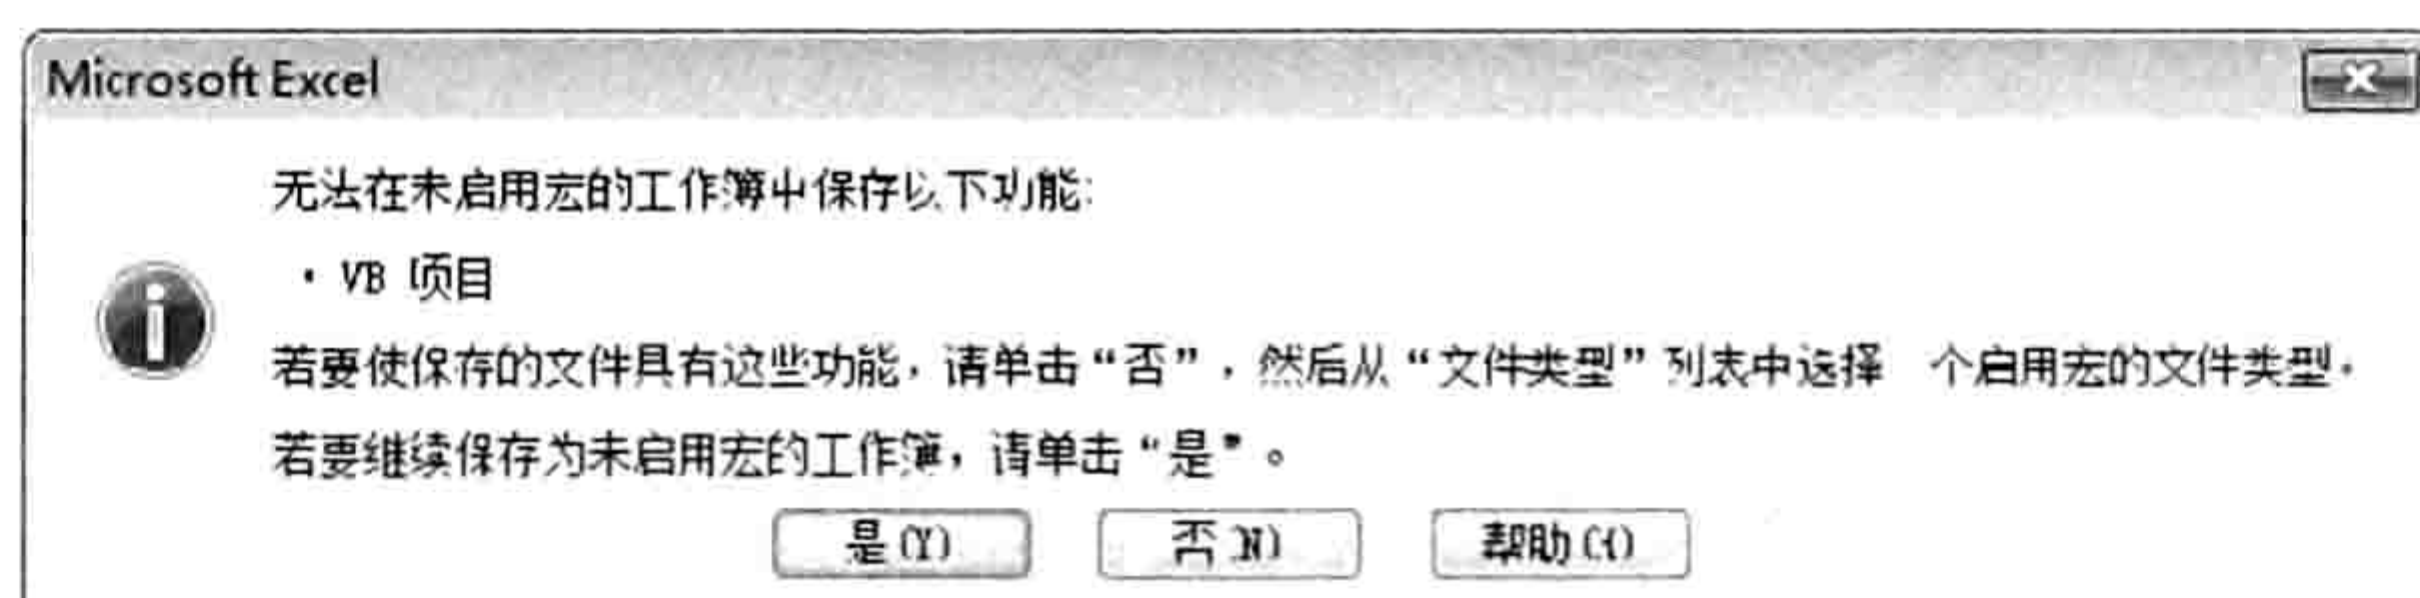 Microsoft Excel
无法在未启用宏的工作簿中保存以下功能:
· VB 项目
若要使保存的文件具有这些功能,请单击“否”,然后从“文件类型”列表中选择 个启用宏的文件类型.
若要继续保存为未启用宏的工作簿,请单击“是”。
是(Y) 否(N) 帮助(H)